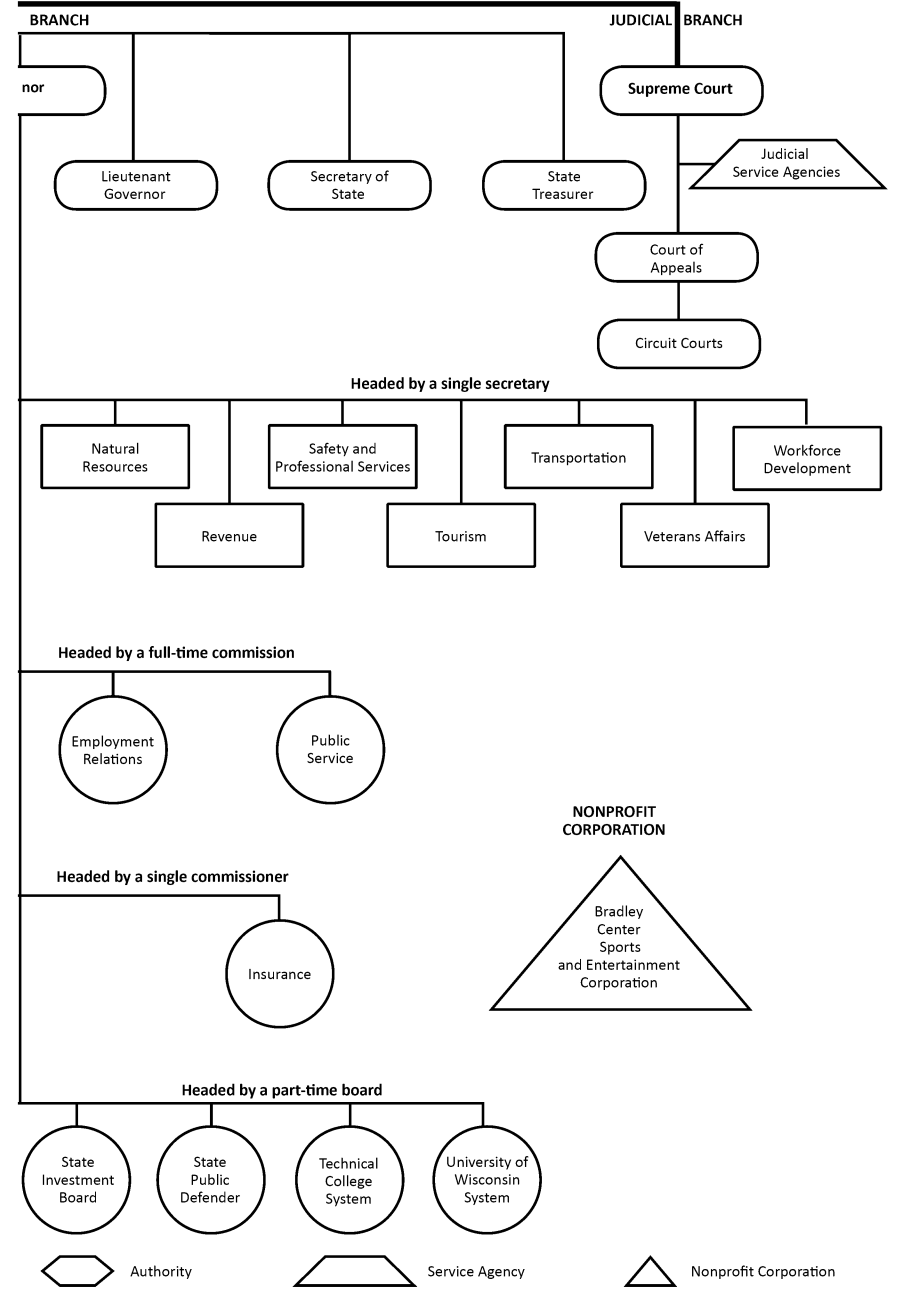 BRANCH
JUDICIAL BRANCH
nor
Supreme Court
Judicial
Service Agencies
Lieutenant
Governor
Secretary of
State
State
Treasurer
Court of
Appeals
Circuit Courts
Headed by a single secretary
Natural
Resources
Safety and
Professional Services
Transportation
Workforce
Development
Revenue
Tourism
Veterans Affairs
Headed by a full-time commission
Employment
Relations
Public
Service
NONPROFIT
CORPORATION
Bradley
Center
Sports
and Entertainment
Corporation
Headed by a single commissioner
Insurance
Headed by a part-time board
State
Investment
Board
State
Public
Defender
Technical
College
System
University of
Wisconsin
System
Authority
Service Agency
Nonprofit Corporation